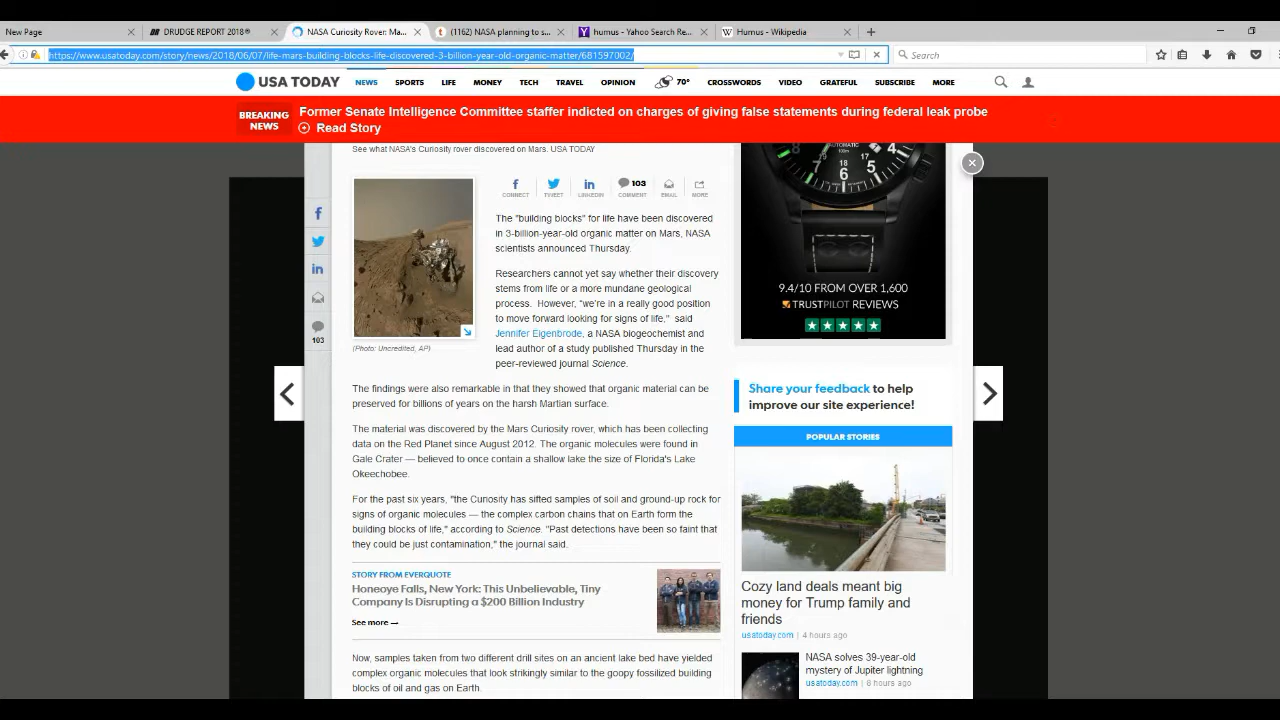 New Page
DRUDGE REPORT 2018®
NASA Curiosity Rover: Ma...
(1162) NASA planning to s...
humus - Yahoo Search Re...
Humus - Wikipedia
https://www.usatoday.com/story/news/2018/06/07/life-mars-building-blocks-life-discovered-3-billion-year-old-organic-matter/681597002/
Search
USA TODAY NEWS SPORTS LIFE MONEY TECH TRAVEL OPINION 70° CROSSWORDS VIDEO GRATEFUL SUBSCRIBE MORE
BREAKING NEWS
Former Senate Intelligence Committee staffer indicted on charges of giving false statements during federal leak probe
Read Story
See what NASA's Curiosity rover discovered on Mars. USA TODAY
103
CONNECT TWEET LINKEDIN COMMENT EMAIL MORE
The "building blocks" for life have been discovered
in 3-billion-year-old organic matter on Mars, NASA
scientists announced Thursday.
Researchers cannot yet say whether their discovery
stems from life or a more mundane geological
process. However, "we're in a really good position
to move forward looking for signs of life," said
Jennifer Eigenbrode, a NASA biogeochemist and
lead author of a study published Thursday in the
peer-reviewed journal Science.
(Photo: Uncredited, AP)
103
The findings were also remarkable in that they showed that organic material can be
preserved for billions of years on the harsh Martian surface.
The material was discovered by the Mars Curiosity rover, which has been collecting
data on the Red Planet since August 2012. The organic molecules were found in
Gale Crater — believed to once contain a shallow lake the size of Florida's Lake
Okeechobee.
For the past six years, "the Curiosity has sifted samples of soil and ground-up rock for
signs of organic molecules — the complex carbon chains that on Earth form the
building blocks of life," according to Science. "Past detections have been so faint that
they could be just contamination," the journal said.
STORY FROM EVERQUOTE
Honeoye Falls, New York: This Unbelievable, Tiny
Company Is Disrupting a $200 Billion Industry
See more →
Now, samples taken from two different drill sites on an ancient lake bed have yielded
complex organic molecules that look strikingly similar to the goopy fossilized building
blocks of oil and gas on Earth.
AUTOMATIC
9.4/10 FROM OVER 1,600
TRUSTPILOT REVIEWS
Share your feedback to help
improve our site experience!
POPULAR STORIES
Cozy land deals meant big
money for Trump family and
friends
usatoday.com | 4 hours ago
NASA solves 39-year-old
mystery of Jupiter lightning
usatoday.com | 8 hours ago